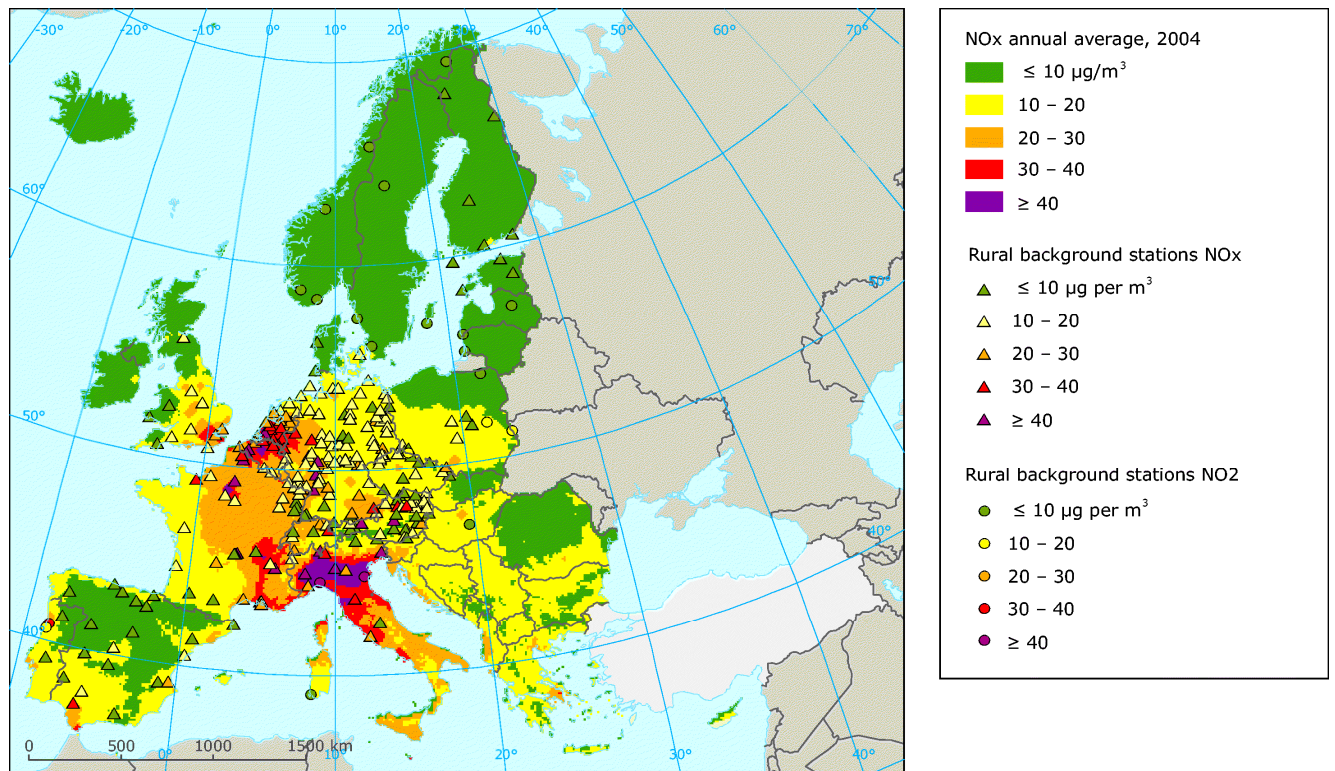 -30° -20° -10° 0° 10° 20° 30° 40° 50° 60° 70°
60°
50°
50°
40°
40°
0 500 1000 1500 km
0° 10° 20° 30° 40°
NOx annual average, 2004
≤ 10 µg/m³
10 – 20
20 – 30
30 – 40
≥ 40
Rural background stations NOx
≤ 10 µg per m³
10 – 20
20 – 30
30 – 40
≥ 40
Rural background stations NO2
≤ 10 µg per m³
10 – 20
20 – 30
30 – 40
≥ 40